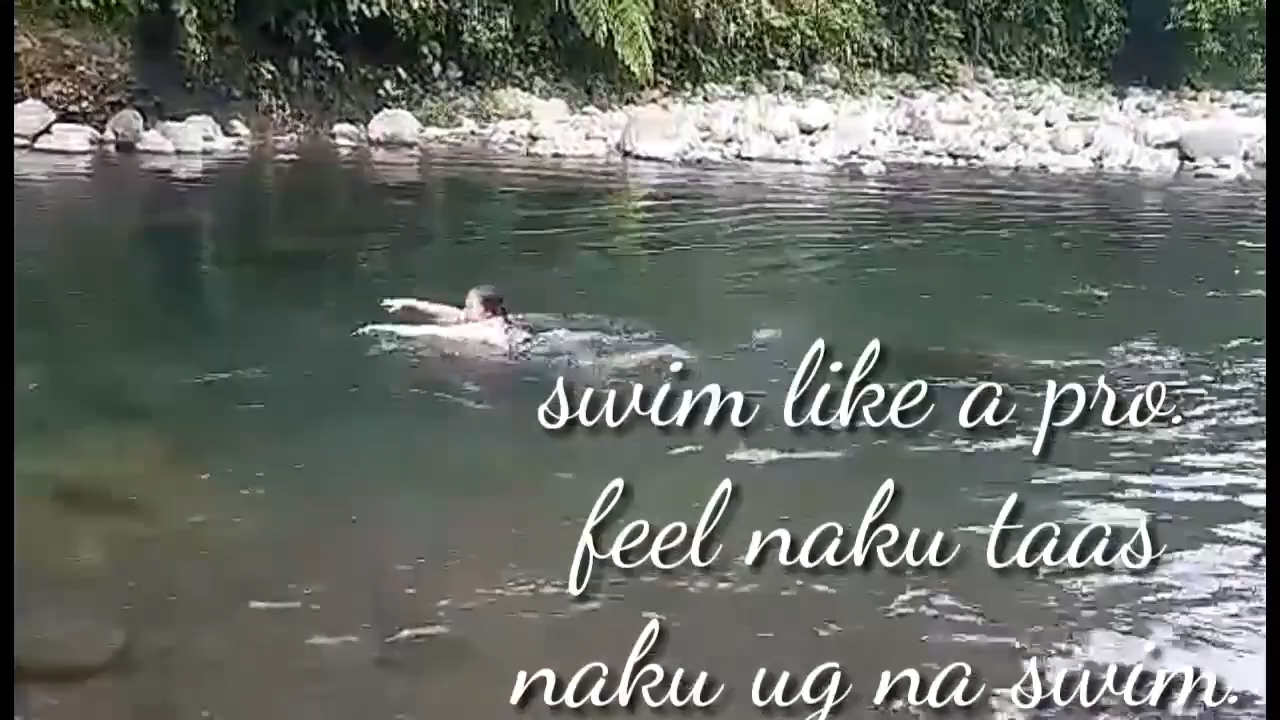 swim like a pro.
feel naku taas
naku ug na swim.